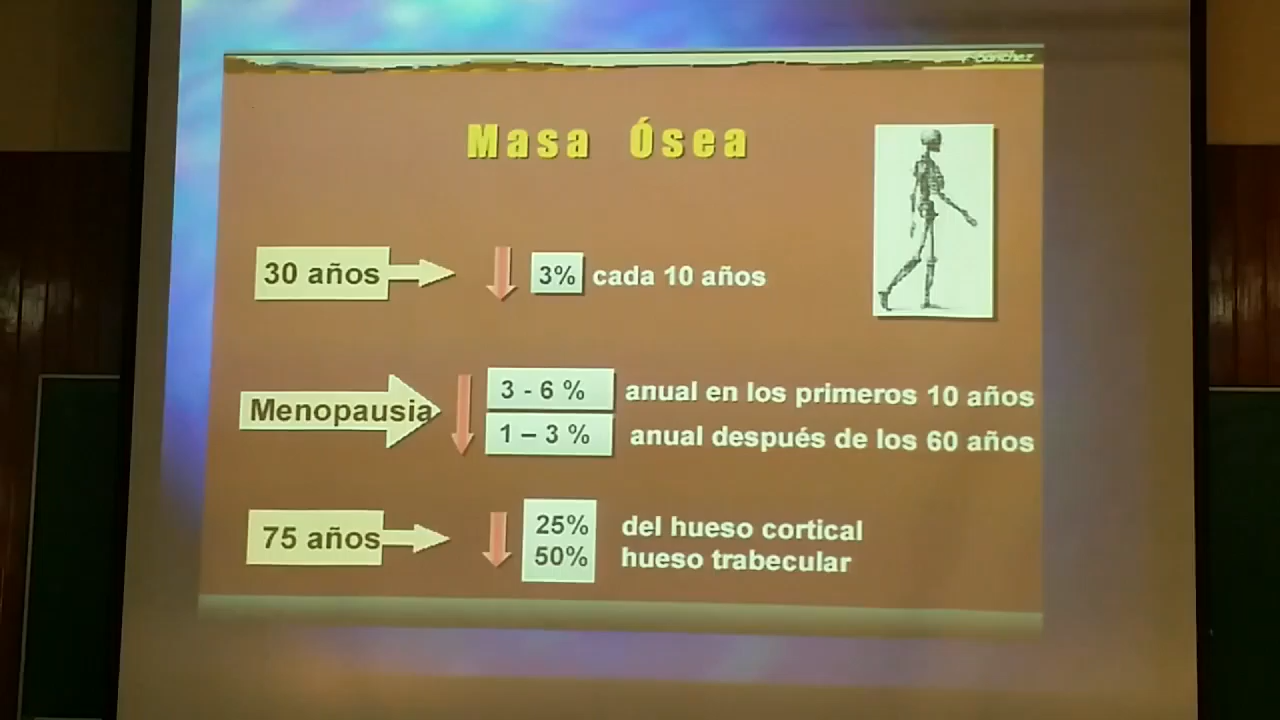 Masa Ósea
30 años 3% cada 10 años
Menopausia 3 - 6 % anual en los primeros 10 años
1 – 3 % anual después de los 60 años
75 años 25% del hueso cortical
50% hueso trabecular